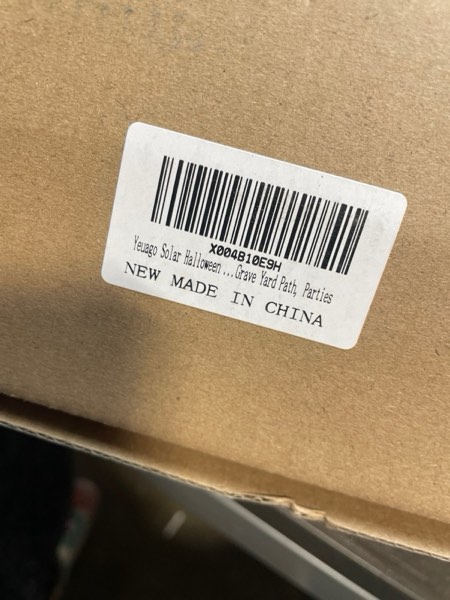 X004B10E9H
Yeuago Solar Halloween ...Grave Yard Path, Parties
NEW MADE IN CHINA